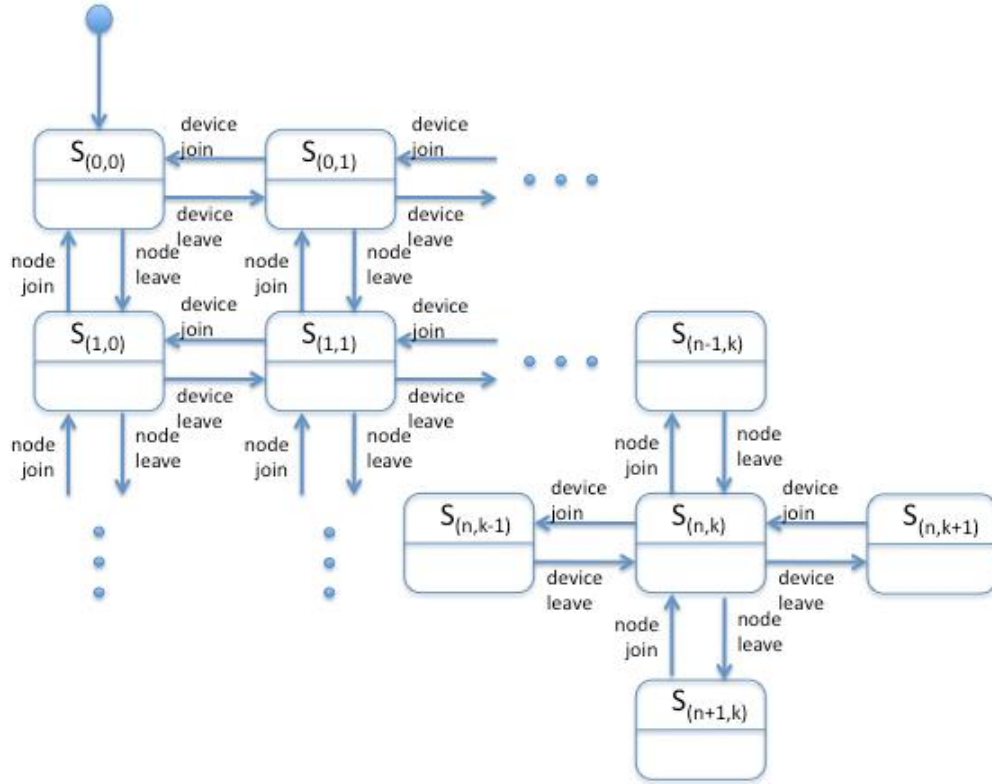 device
join
device
join
S(0,0)
S(0,1)
device
leave
device
leave
node
join
node
leave
node
join
node
leave
device
join
device
join
S(1,0)
S(1,1)
S(n-1,k)
device
leave
device
leave
node
join
node
leave
node
join
node
leave
node
join
node
leave
device
join
device
join
S(n,k-1)
S(n,k)
S(n,k+1)
device
leave
device
leave
node
join
node
leave
S(n+1,k)